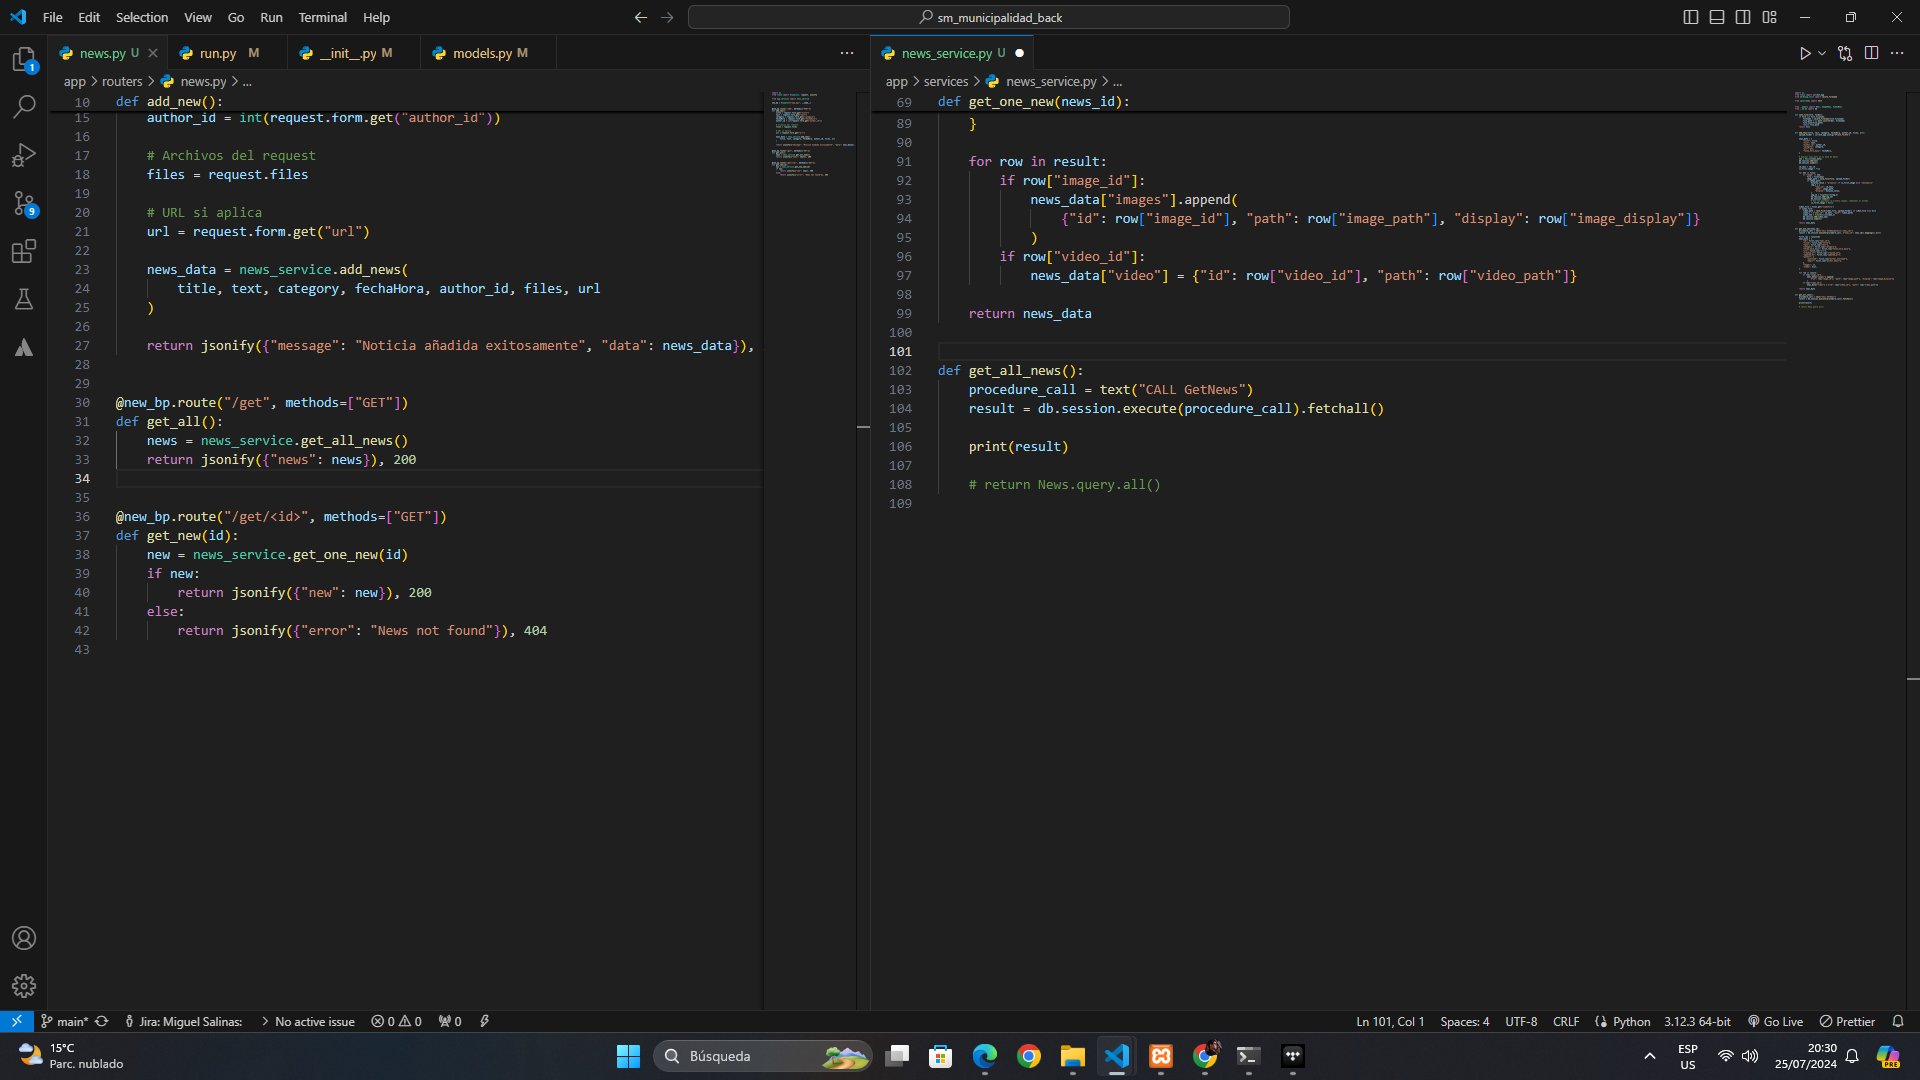 File Edit Selection View Go Run Terminal Help
sm_municipalidad_back
news.py U
run.py M
__init__.py M
models.py M
news_service.py U
app > routers > news.py > ...
app > services > news_service.py > ...
10 def add_new():
15 author_id = int(request.form.get("author_id"))
16
17 # Archivos del request
18 files = request.files
19
20 # URL si aplica
21 url = request.form.get("url")
22
23 news_data = news_service.add_news(
24 title, text, category, fechaHora, author_id, files, url
25 )
26
27 return jsonify({"message": "Noticia añadida exitosamente", "data": news_data}),
28
29
30 @new_bp.route("/get", methods=["GET"])
31 def get_all():
32 news = news_service.get_all_news()
33 return jsonify({"news": news}), 200
34
35
36 @new_bp.route("/get/<id>", methods=["GET"])
37 def get_new(id):
38 new = news_service.get_one_new(id)
39 if new:
40 return jsonify({"new": new}), 200
41 else:
42 return jsonify({"error": "News not found"}), 404
43
69 def get_one_new(news_id):
89 }
90
91 for row in result:
92 if row["image_id"]:
93 news_data["images"].append(
94 {"id": row["image_id"], "path": row["image_path"], "display": row["image_display"]}
95 )
96 if row["video_id"]:
97 news_data["video"] = {"id": row["video_id"], "path": row["video_path"]}
98
99 return news_data
100
101
102 def get_all_news():
103 procedure_call = text("CALL GetNews")
104 result = db.session.execute(procedure_call).fetchall()
105
106 print(result)
107
108 # return News.query.all()
109
1
9
main* Jira: Miguel Salinas: > No active issue 0 0 0
Ln 101, Col 1 Spaces: 4 UTF-8 CRLF Python 3.12.3 64-bit Go Live Prettier
15°C
Parc. nublado
Búsqueda
ESP
US
20:30
25/07/2024
PRE